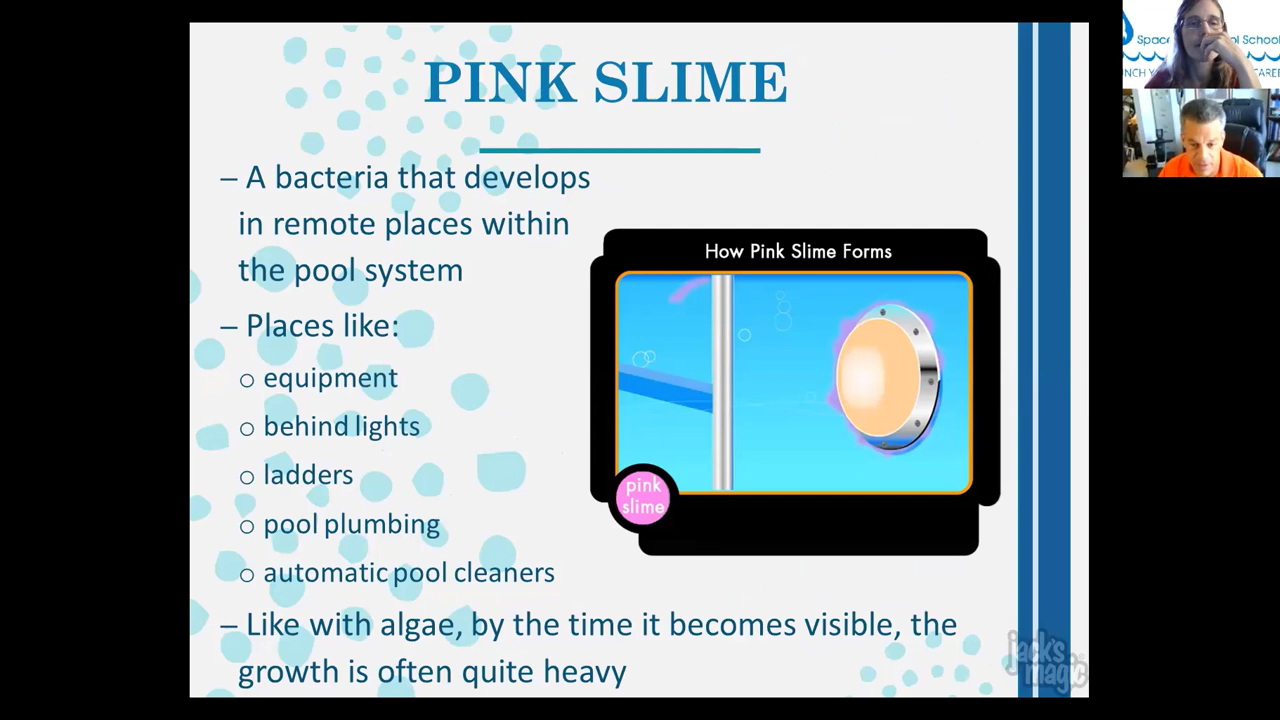 PINK SLIME
– A bacteria that develops
in remote places within
the pool system
– Places like:
o equipment
o behind lights
o ladders
o pool plumbing
o automatic pool cleaners
– Like with algae, by the time it becomes visible, the
growth is often quite heavy
How Pink Slime Forms
pink
slime
jack's
magic
Space
School